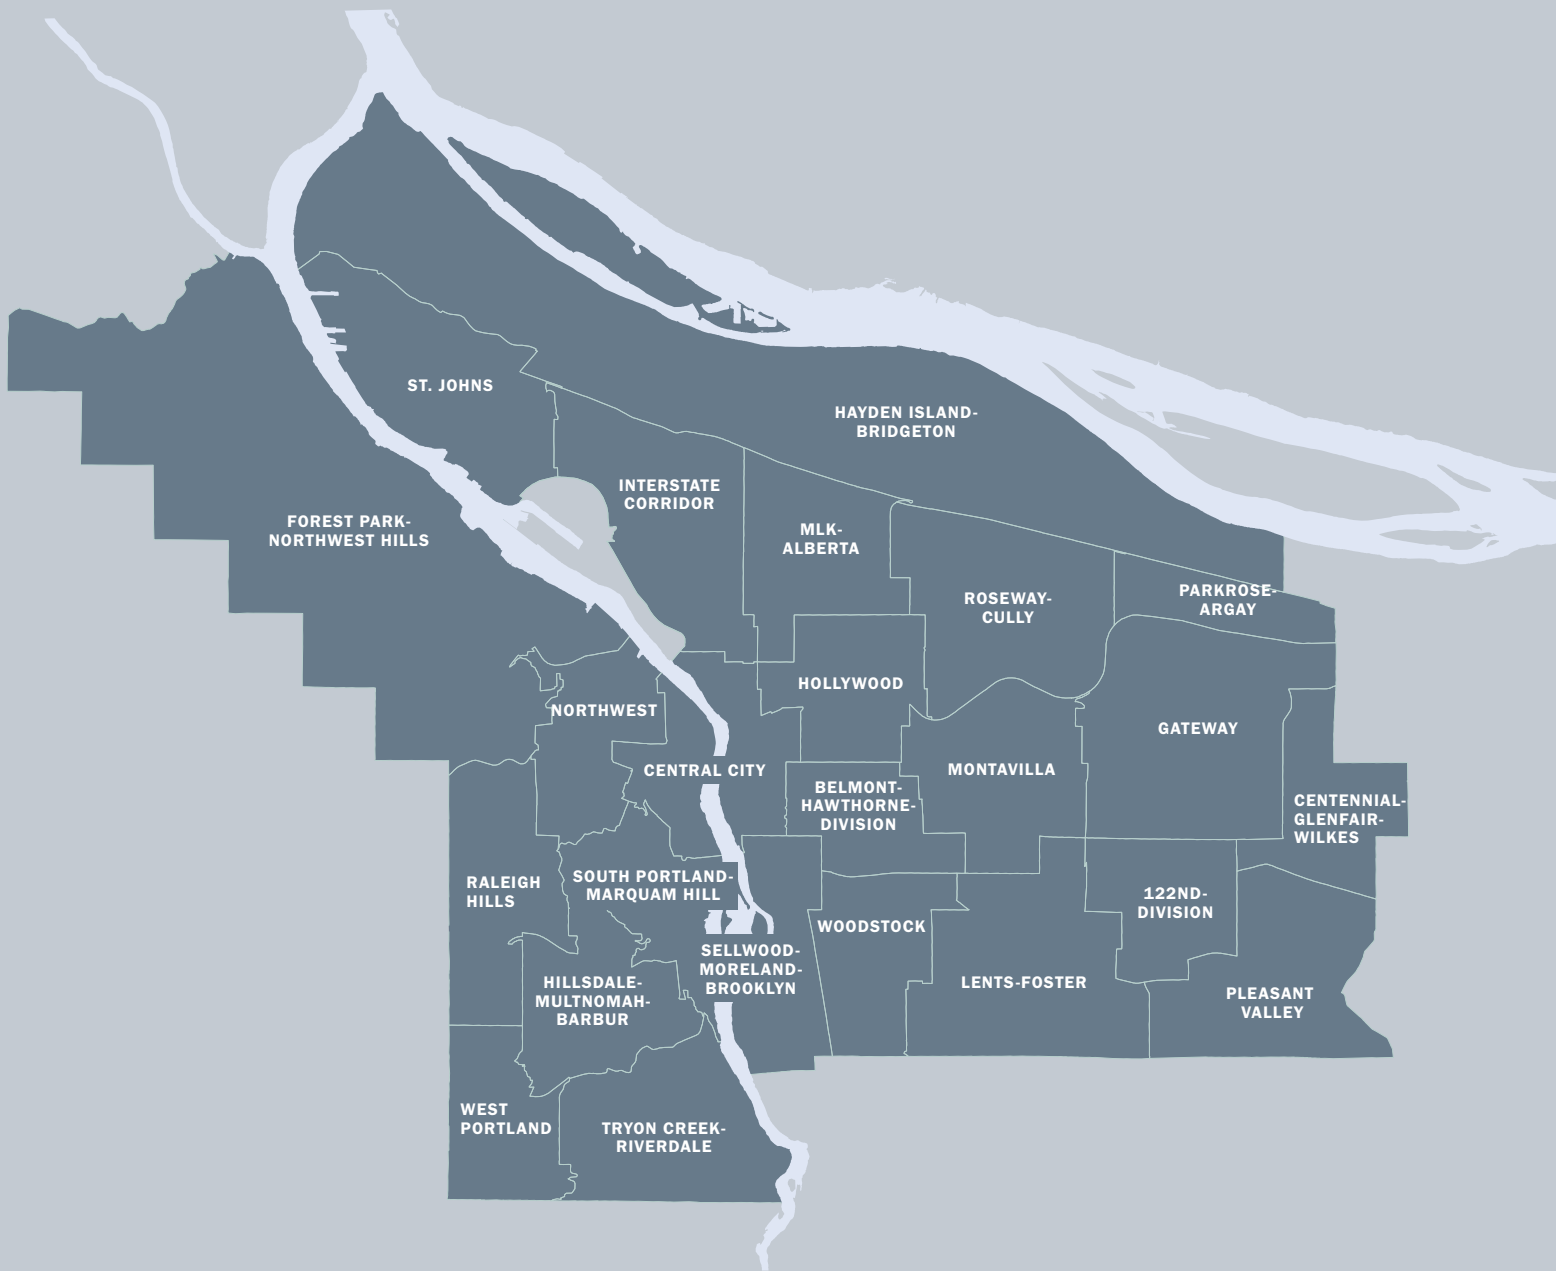 ST. JOHNS
HAYDEN ISLAND-
BRIDGETON
INTERSTATE
CORRIDOR
FOREST PARK-
NORTHWEST HILLS
MLK-
ALBERTA
ROSEWAY-
CULLY
PARKROSE-
ARGAY
HOLLYWOOD
NORTHWEST
GATEWAY
CENTRAL CITY
MONTAVILLA
BELMONT-
HAWTHORNE-
DIVISION
CENTENNIAL-
GLENFAIR-
WILKES
RALEIGH
HILLS
SOUTH PORTLAND-
MARQUAM HILL
122ND-
DIVISION
WOODSTOCK
SELLWOOD-
MORELAND-
BROOKLYN
HILLSDALE-
MULTNOMAH-
BARBUR
LENTS-FOSTER
PLEASANT
VALLEY
WEST
PORTLAND
TRYON CREEK-
RIVERDALE